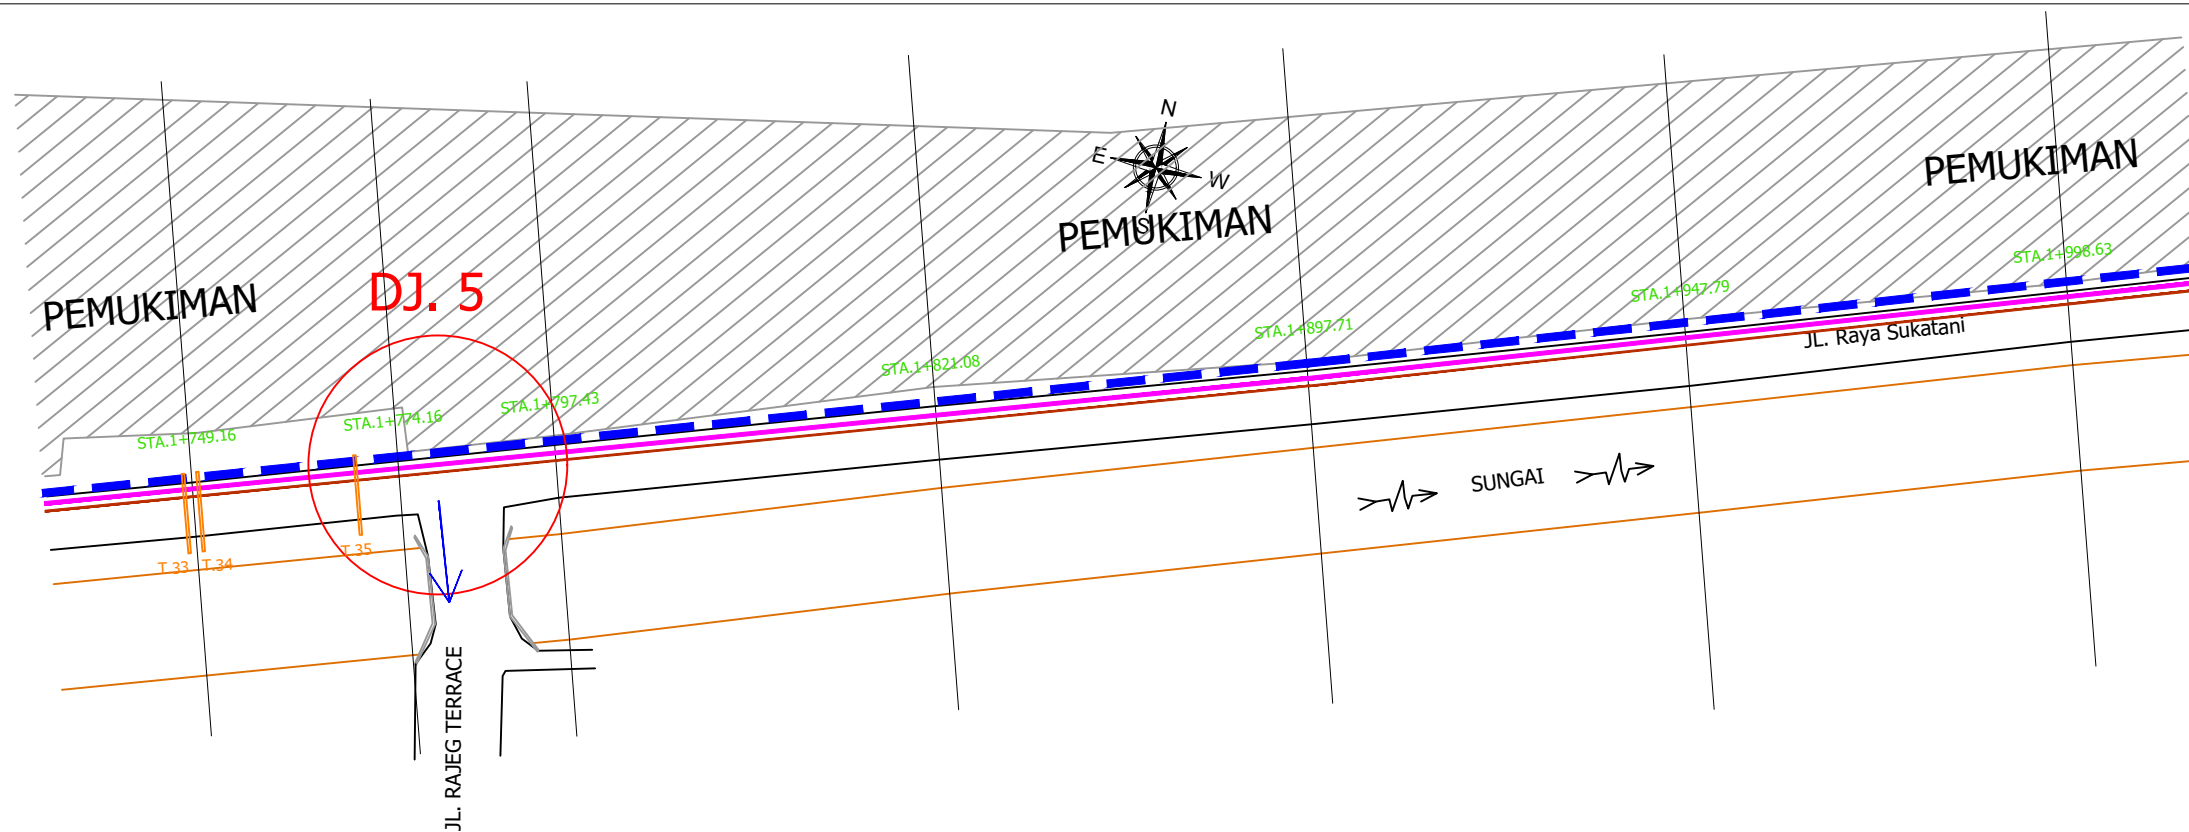 N
E
W
S
PEMUKIMAN
PEMUKIMAN
PEMUKIMAN
DJ. 5
STA.1+749.16
STA.1+774.16
STA.1+797.43
STA.1+821.08
STA.1+897.71
STA.1+947.79
STA.1+998.63
JL. Raya Sukatani
SUNGAI
T.33
T.34
T.35
JL. RAJEG TERRACE